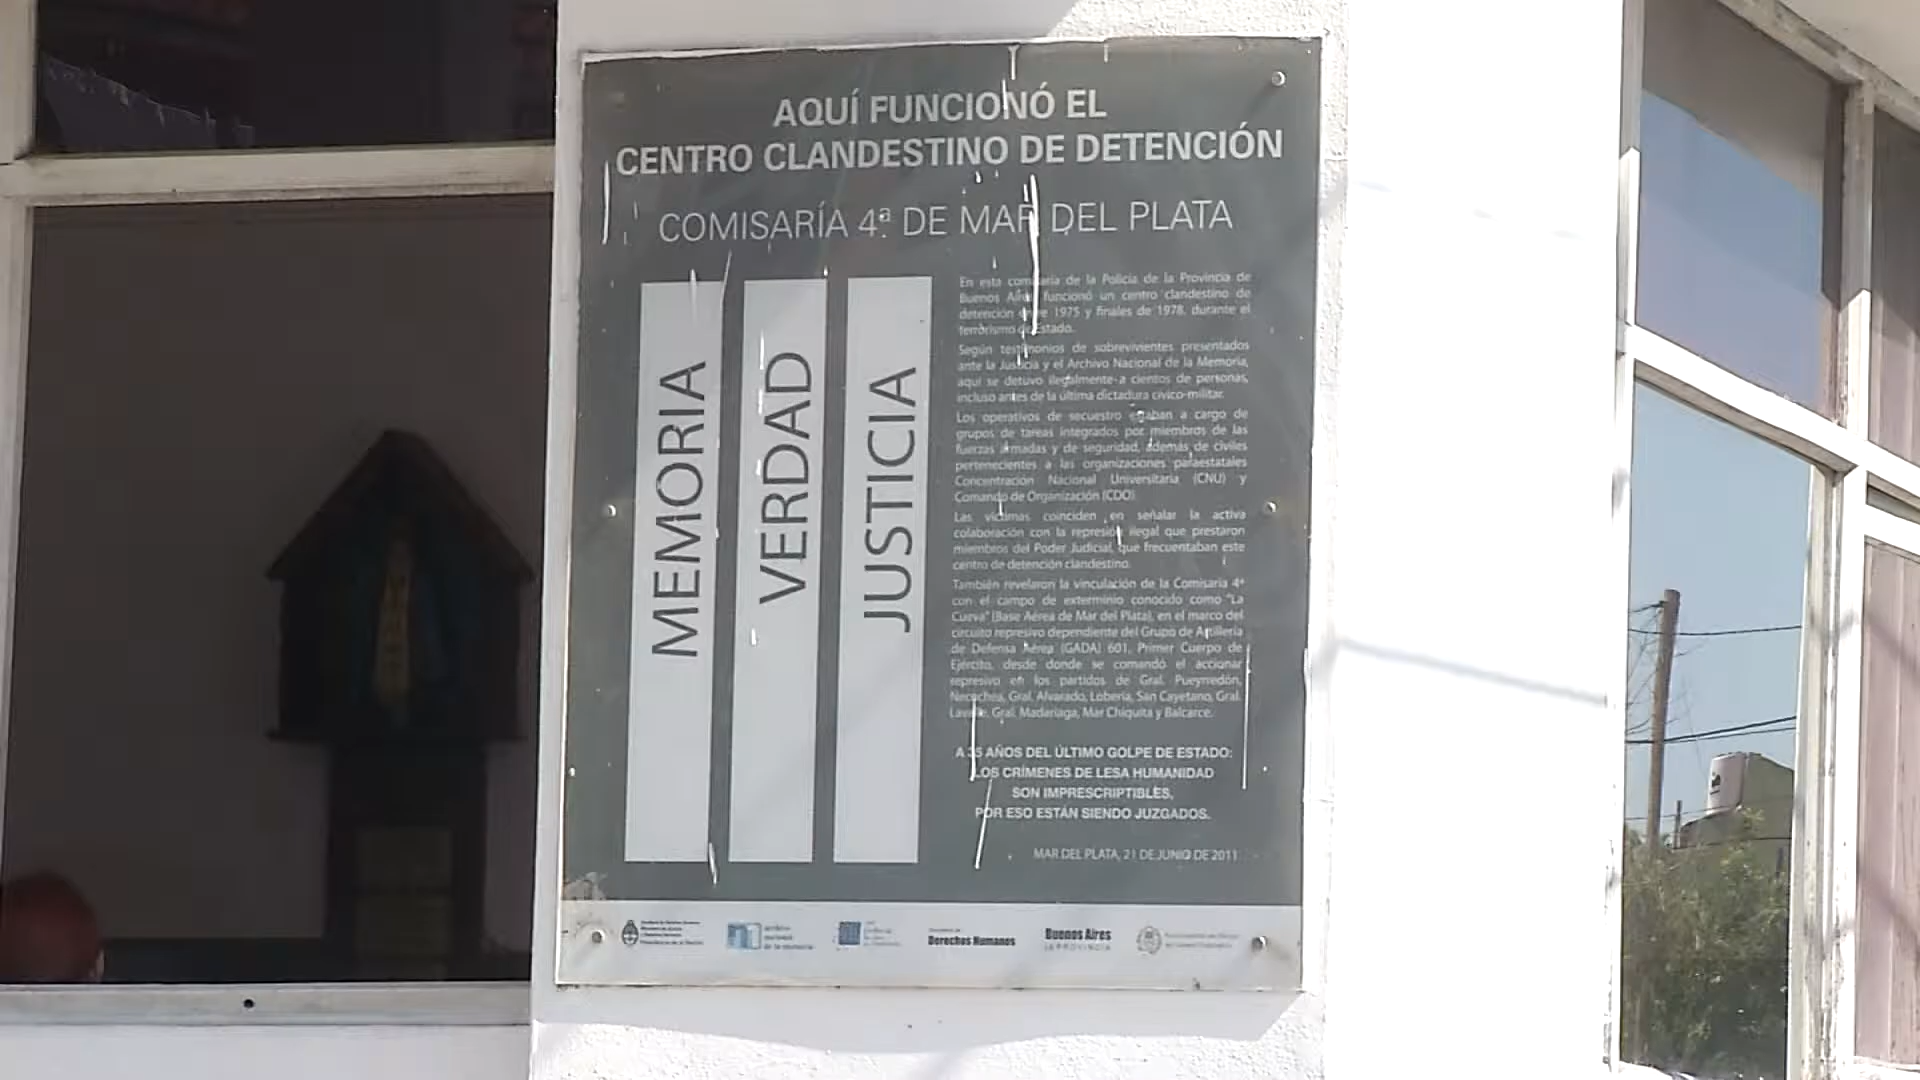 AQUÍ FUNCIONÓ EL
CENTRO CLANDESTINO DE DETENCIÓN
COMISARÍA 4ª DE MAR DEL PLATA
MEMORIA
VERDAD
JUSTICIA
En esta comisaría de la Policía de la Provincia de
Buenos Aires funcionó un centro clandestino de
detención entre 1975 y finales de 1978, durante el
terrorismo de Estado.
Según testimonios de sobrevivientes presentados
ante la Justicia y el Archivo Nacional de la Memoria,
aquí se detuvo ilegalmente a cientos de personas,
incluso antes de la última dictadura cívico-militar.
Los operativos de secuestro estaban a cargo de
grupos de tareas integrados por miembros de las
fuerzas armadas y de seguridad, además de civiles
pertenecientes a las organizaciones paraestatales
Concentración Nacional Universitaria (CNU) y
Comando de Organización (CDO).
Las víctimas coinciden en señalar la activa
colaboración con la represión ilegal que prestaron
miembros del Poder Judicial, que frecuentaban este
centro de detención clandestino.
También revelaron la vinculación de la Comisaría 4ª
con el campo de exterminio conocido como "La
Cueva" (Base Aérea de Mar del Plata), en el marco del
circuito represivo dependiente del Grupo de Artillería
de Defensa Aérea (GADA) 601, Primer Cuerpo de
Ejército, desde donde se comandó el accionar
represivo en los partidos de Gral. Pueyrredón,
Necochea, Gral. Alvarado, Lobería, San Cayetano, Gral.
Lavalle, Gral. Madariaga, Mar Chiquita y Balcarce.
A 35 AÑOS DEL ÚLTIMO GOLPE DE ESTADO:
LOS CRÍMENES DE LESA HUMANIDAD
SON IMPRESCRIPTIBLES,
POR ESO ESTÁN SIENDO JUZGADOS.
MAR DEL PLATA, 21 DE JUNIO DE 2011
Derechos Humanos
Buenos Aires
LA PROVINCIA